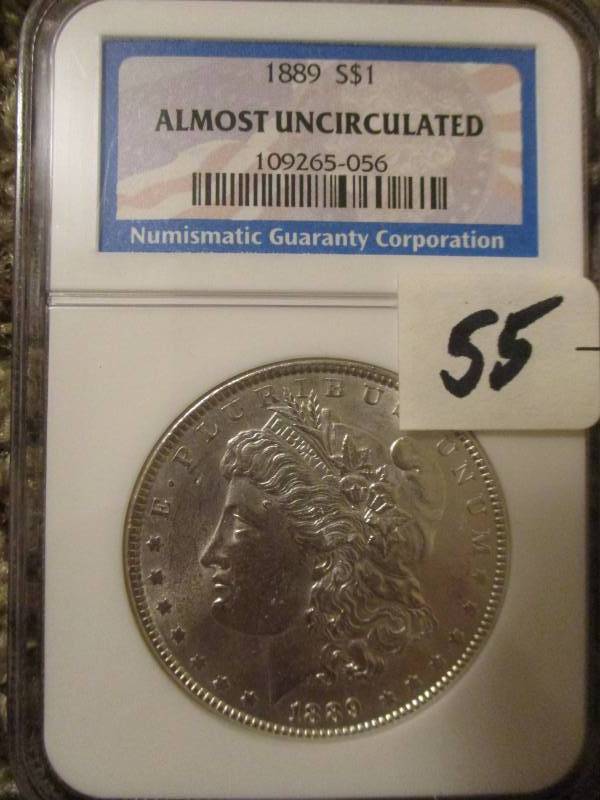 1889 S$1
ALMOST UNCIRCULATED
109265-056
Numismatic Guaranty Corporation
55
E·PLURIBUS UNUM
LIBERTY
1889